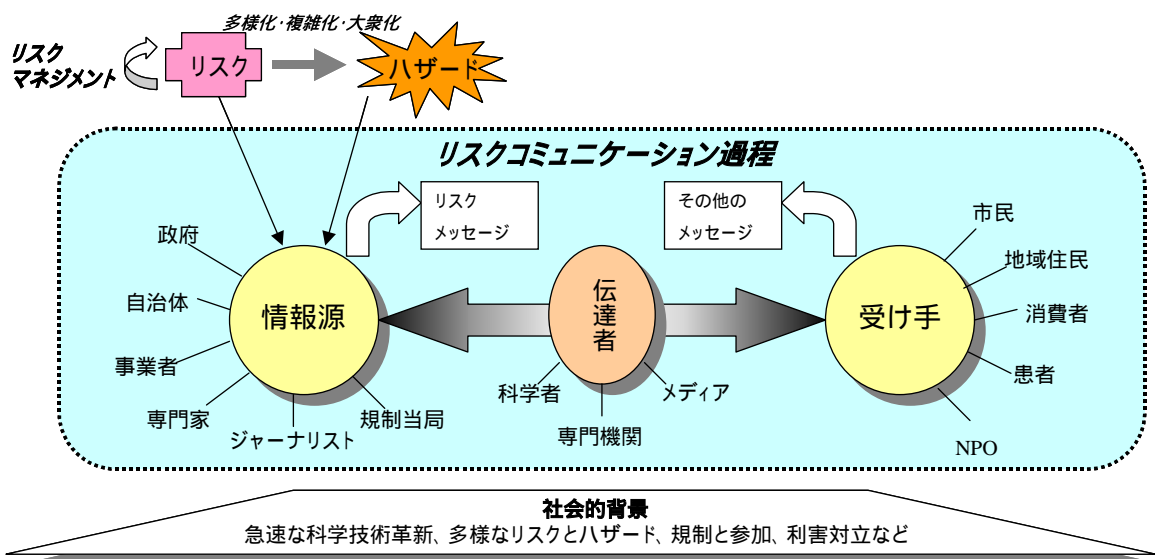 多様化・複雑化・大衆化
リスク
マネジメント
リスク
ハザード
リスクコミュニケーション過程
リスク
メッセージ
その他の
メッセージ
政府
自治体
事業者
専門家
ジャーナリスト
規制当局
情報源
伝達者
科学者
専門機関
メディア
受け手
市民
地域住民
消費者
患者
NPO
社会的背景
急速な科学技術革新、多様なリスクとハザード、規制と参加、利害対立など